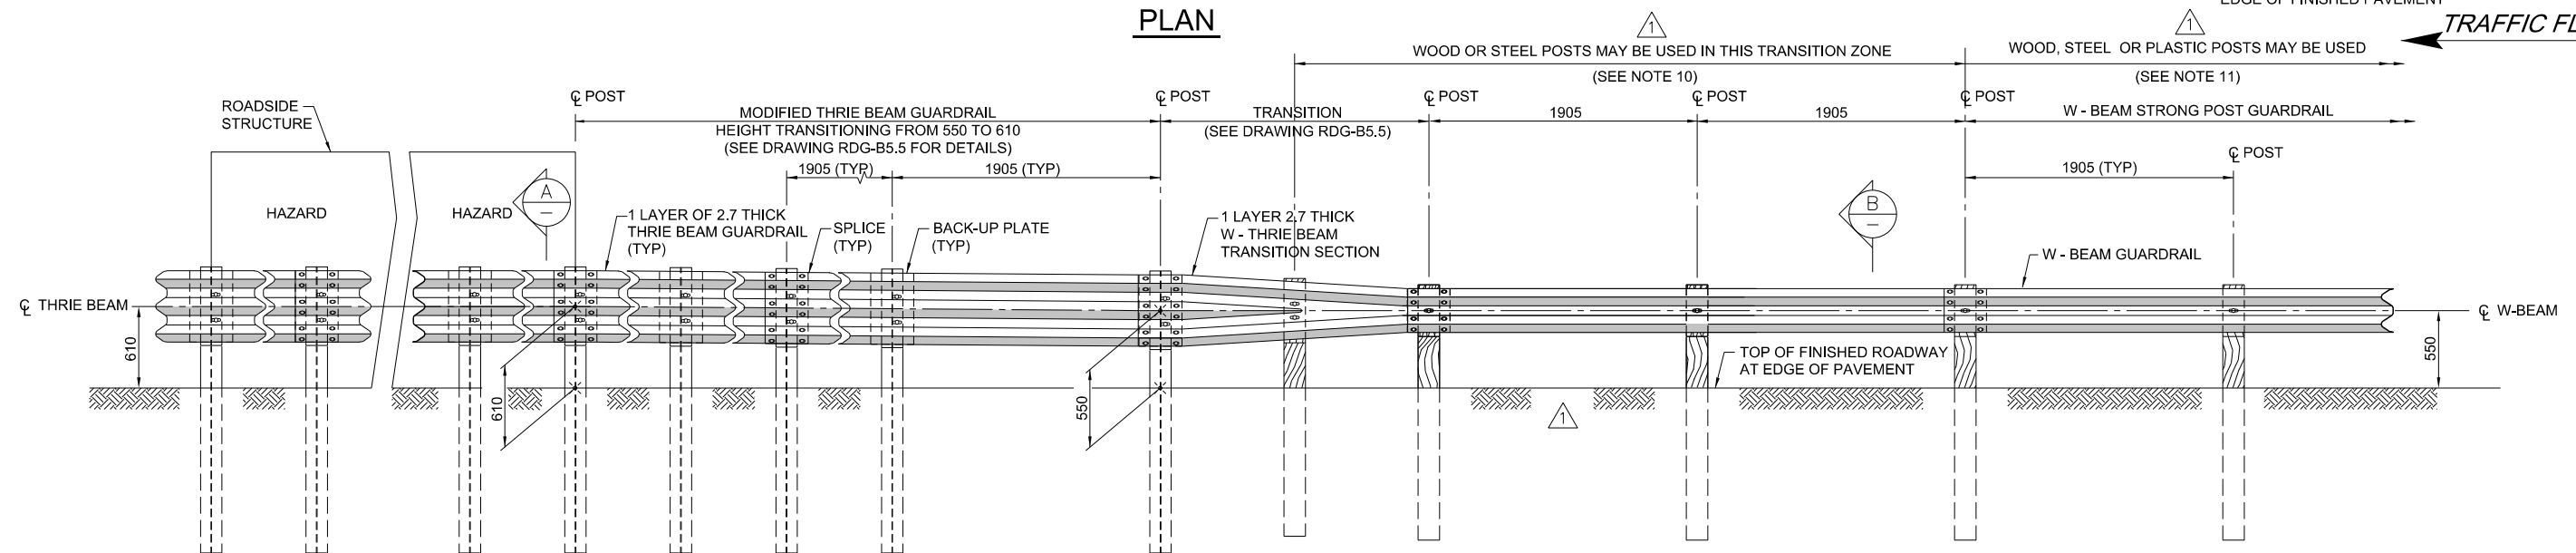 PLAN
EDGE OF FINISHED PAVEMENT
TRAFFIC
1
1
WOOD OR STEEL POSTS MAY BE USED IN THIS TRANSITION ZONE
(SEE NOTE 10)
WOOD, STEEL OR PLASTIC POSTS MAY BE USED
(SEE NOTE 11)
ROADSIDE
STRUCTURE
℄ POST
MODIFIED THRIE BEAM GUARDRAIL
HEIGHT TRANSITIONING FROM 550 TO 610
(SEE DRAWING RDG-B5.5 FOR DETAILS)
℄ POST
TRANSITION
(SEE DRAWING RDG-B5.5)
℄ POST
1905
℄ POST
1905
℄ POST
W - BEAM STRONG POST GUARDRAIL
1905 (TYP)
1905 (TYP)
1905 (TYP)
℄ POST
HAZARD
HAZARD
A
–
1 LAYER OF 2.7 THICK
THRIE BEAM GUARDRAIL
(TYP)
SPLICE
(TYP)
BACK-UP PLATE
(TYP)
1 LAYER 2.7 THICK
W - THRIE BEAM
TRANSITION SECTION
B
–
W - BEAM GUARDRAIL
℄ THRIE BEAM
℄ W-BEAM
610
610
550
TOP OF FINISHED ROADWAY
AT EDGE OF PAVEMENT
550
1